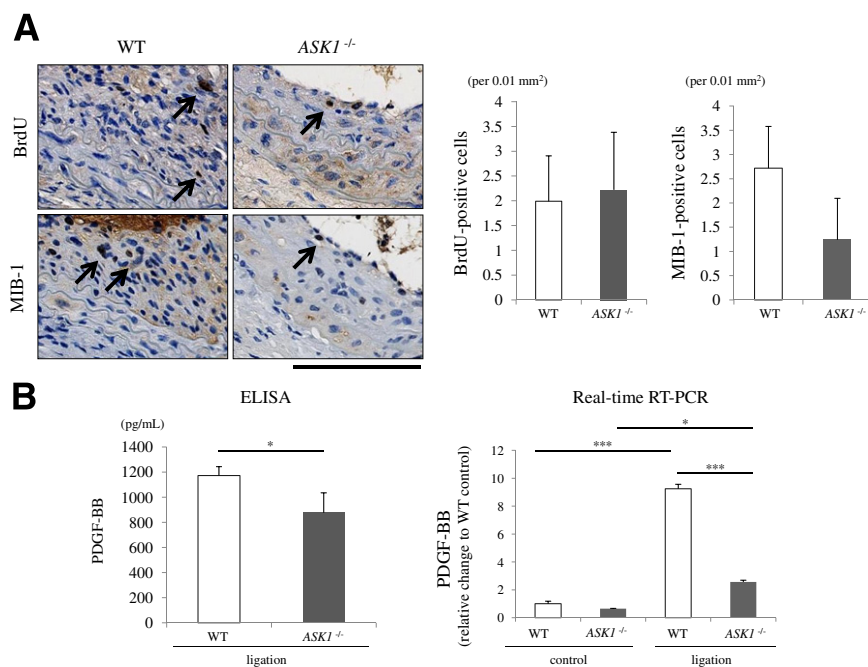 A
WT
ASK1 -/-
BrdU
MIB-1
(per 0.01 mm2)
BrdU-positive cells
4
3.5
3
2.5
2
1.5
1
0.5
0
WT
ASK1 -/-
(per 0.01 mm2)
MIB-1-positive cells
4
3.5
3
2.5
2
1.5
1
0.5
0
WT
ASK1 -/-
B
ELISA
(pg/mL)
PDGF-BB
1400
1200
1000
800
600
400
200
0
*
WT
ASK1 -/-
ligation
Real-time RT-PCR
PDGF-BB
(relative change to WT control)
12
10
8
6
4
2
0
*
***
***
WT
ASK1 -/-
WT
ASK1 -/-
control
ligation